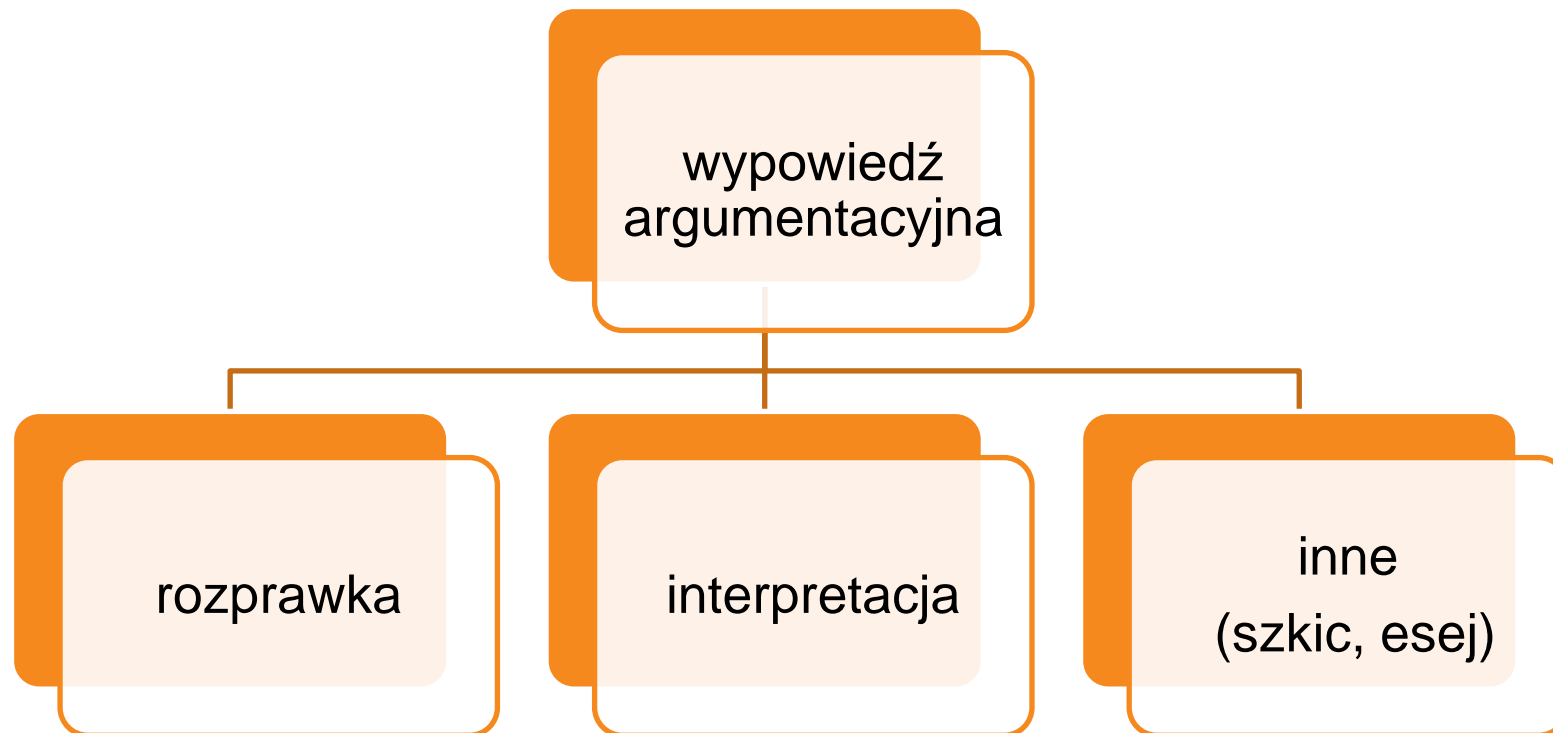 wypowiedź
argumentacyjna
rozprawka
interpretacja
inne
(szkic, esej)